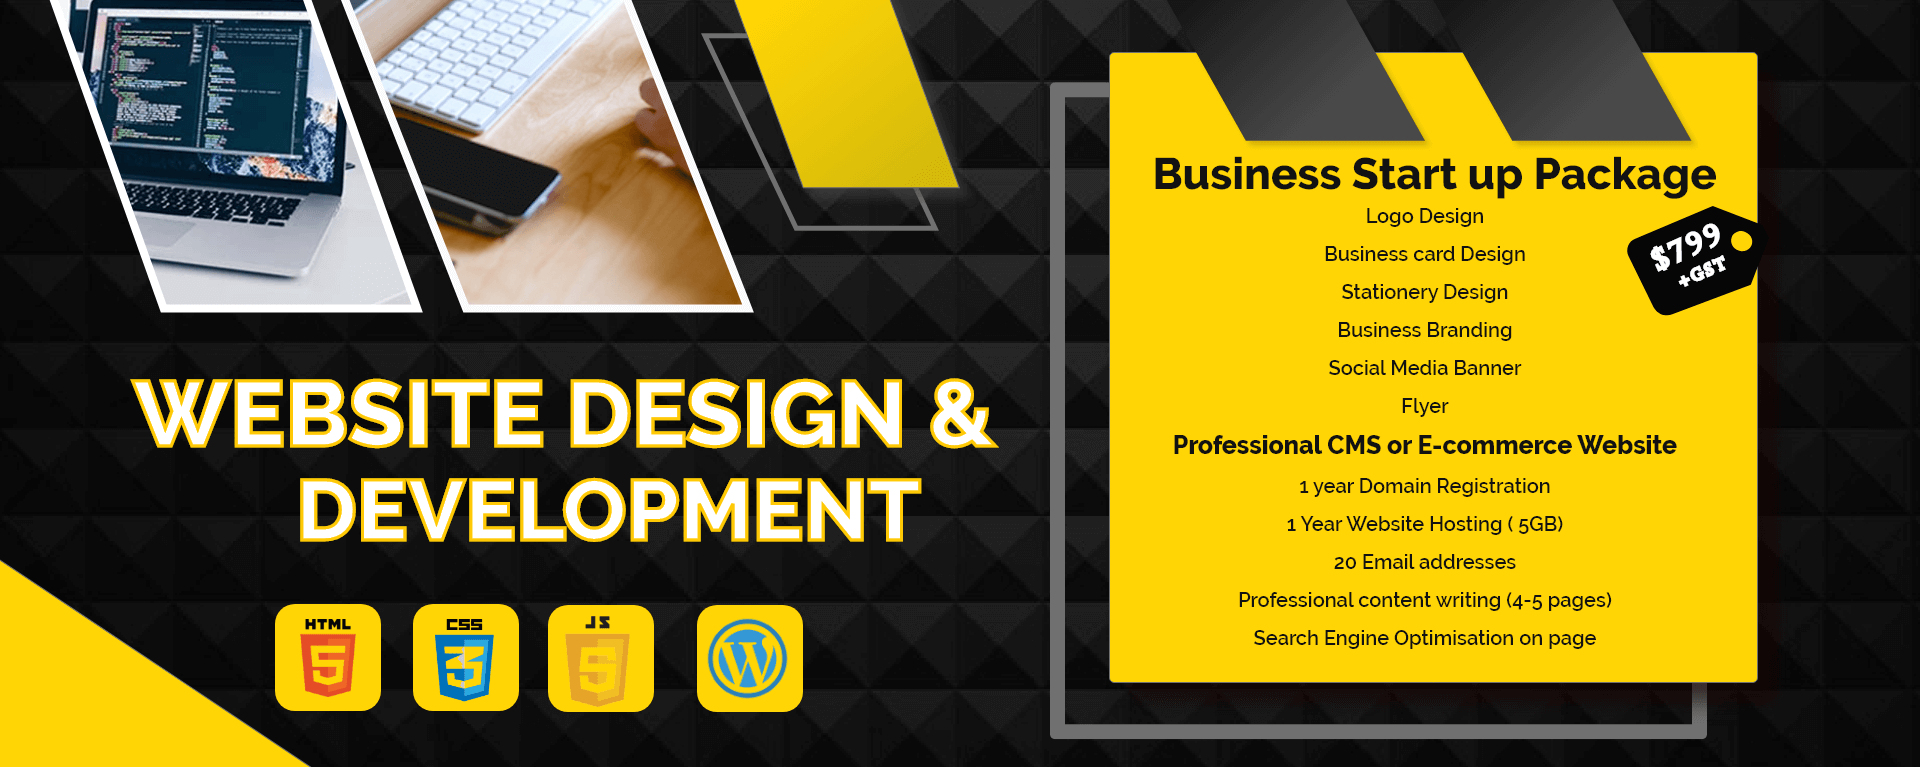 WEBSITE DESIGN &
DEVELOPMENT
HTML
5
CSS
3
JS
5
W
Business Start up Package
Logo Design
Business card Design
Stationery Design
Business Branding
Social Media Banner
Flyer
$799
+GST
Professional CMS or E-commerce Website
1 year Domain Registration
1 Year Website Hosting ( 5GB)
20 Email addresses
Professional content writing (4-5 pages)
Search Engine Optimisation on page